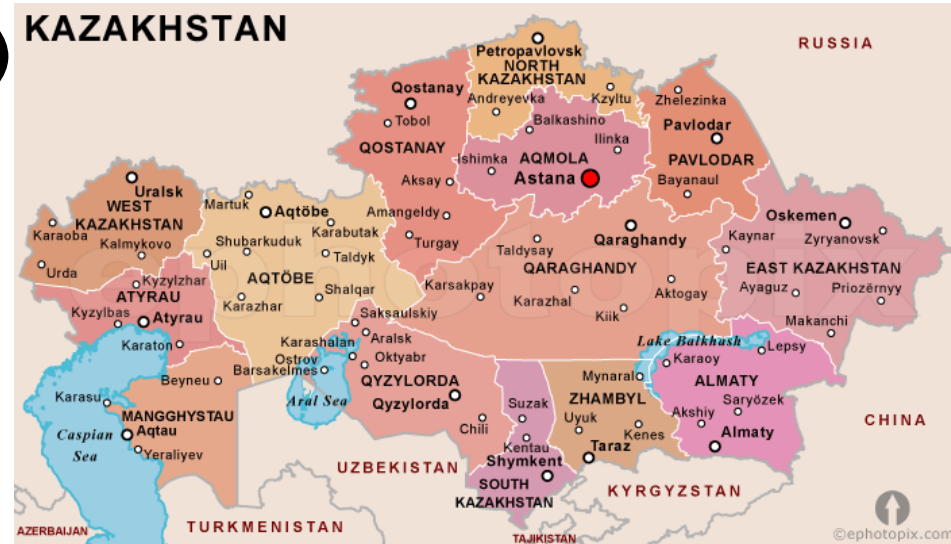 KAZAKHSTAN
RUSSIA
Petropavlovsk
NORTH
KAZAKHSTAN
Andreyevka
Kzyltu
Qostanay
Tobol
QOSTANAY
Aksay
Amangeldy
Turgay
Zhelezinka
Pavlodar
PAVLODAR
Bayanaul
Balkashino
Ilinka
Ishimka
AQMOLA
Astana
Uralsk
WEST
KAZAKHSTAN
Karaoba
Kalmykovo
Urda
Martuk
Aqtöbe
Karabutak
Shubarkuduk
Uil
Taldyk
AQTÖBE
Karazhar
Shalqar
Oskemen
Kaynar
Zyryanovsk
EAST KAZAKHSTAN
Ayaguz
Priozërnyy
Makanchi
Qaraghandy
Taldysay
QARAGHANDY
Karsakpay
Karazhal
Aktogay
Kiik
Kyzylzhar
ATYRAU
Kyzylbas
Atyrau
Karaton
Saksaulskiy
Karashalan
Aralsk
Ostrov
Oktyabr
Barsakelmes
QYZYLORDA
Qyzylorda
Aral Sea
Chili
Lake Balkhash
Lepsy
Karaoy
Mynaral
ALMATY
Saryözek
Akshiy
Almaty
ZHAMBYL
Uyuk
Kenes
Taraz
Suzak
Kentau
Shymkent
SOUTH
KAZAKHSTAN
Beyneu
Karasu
MANGGHYSTAU
Aqtau
Yeraliyev
Caspian
Sea
CHINA
UZBEKISTAN
KYRGYZSTAN
TURKMENISTAN
AZERBAIJAN
TAJIKISTAN
ephotopix
©ephotopix.com